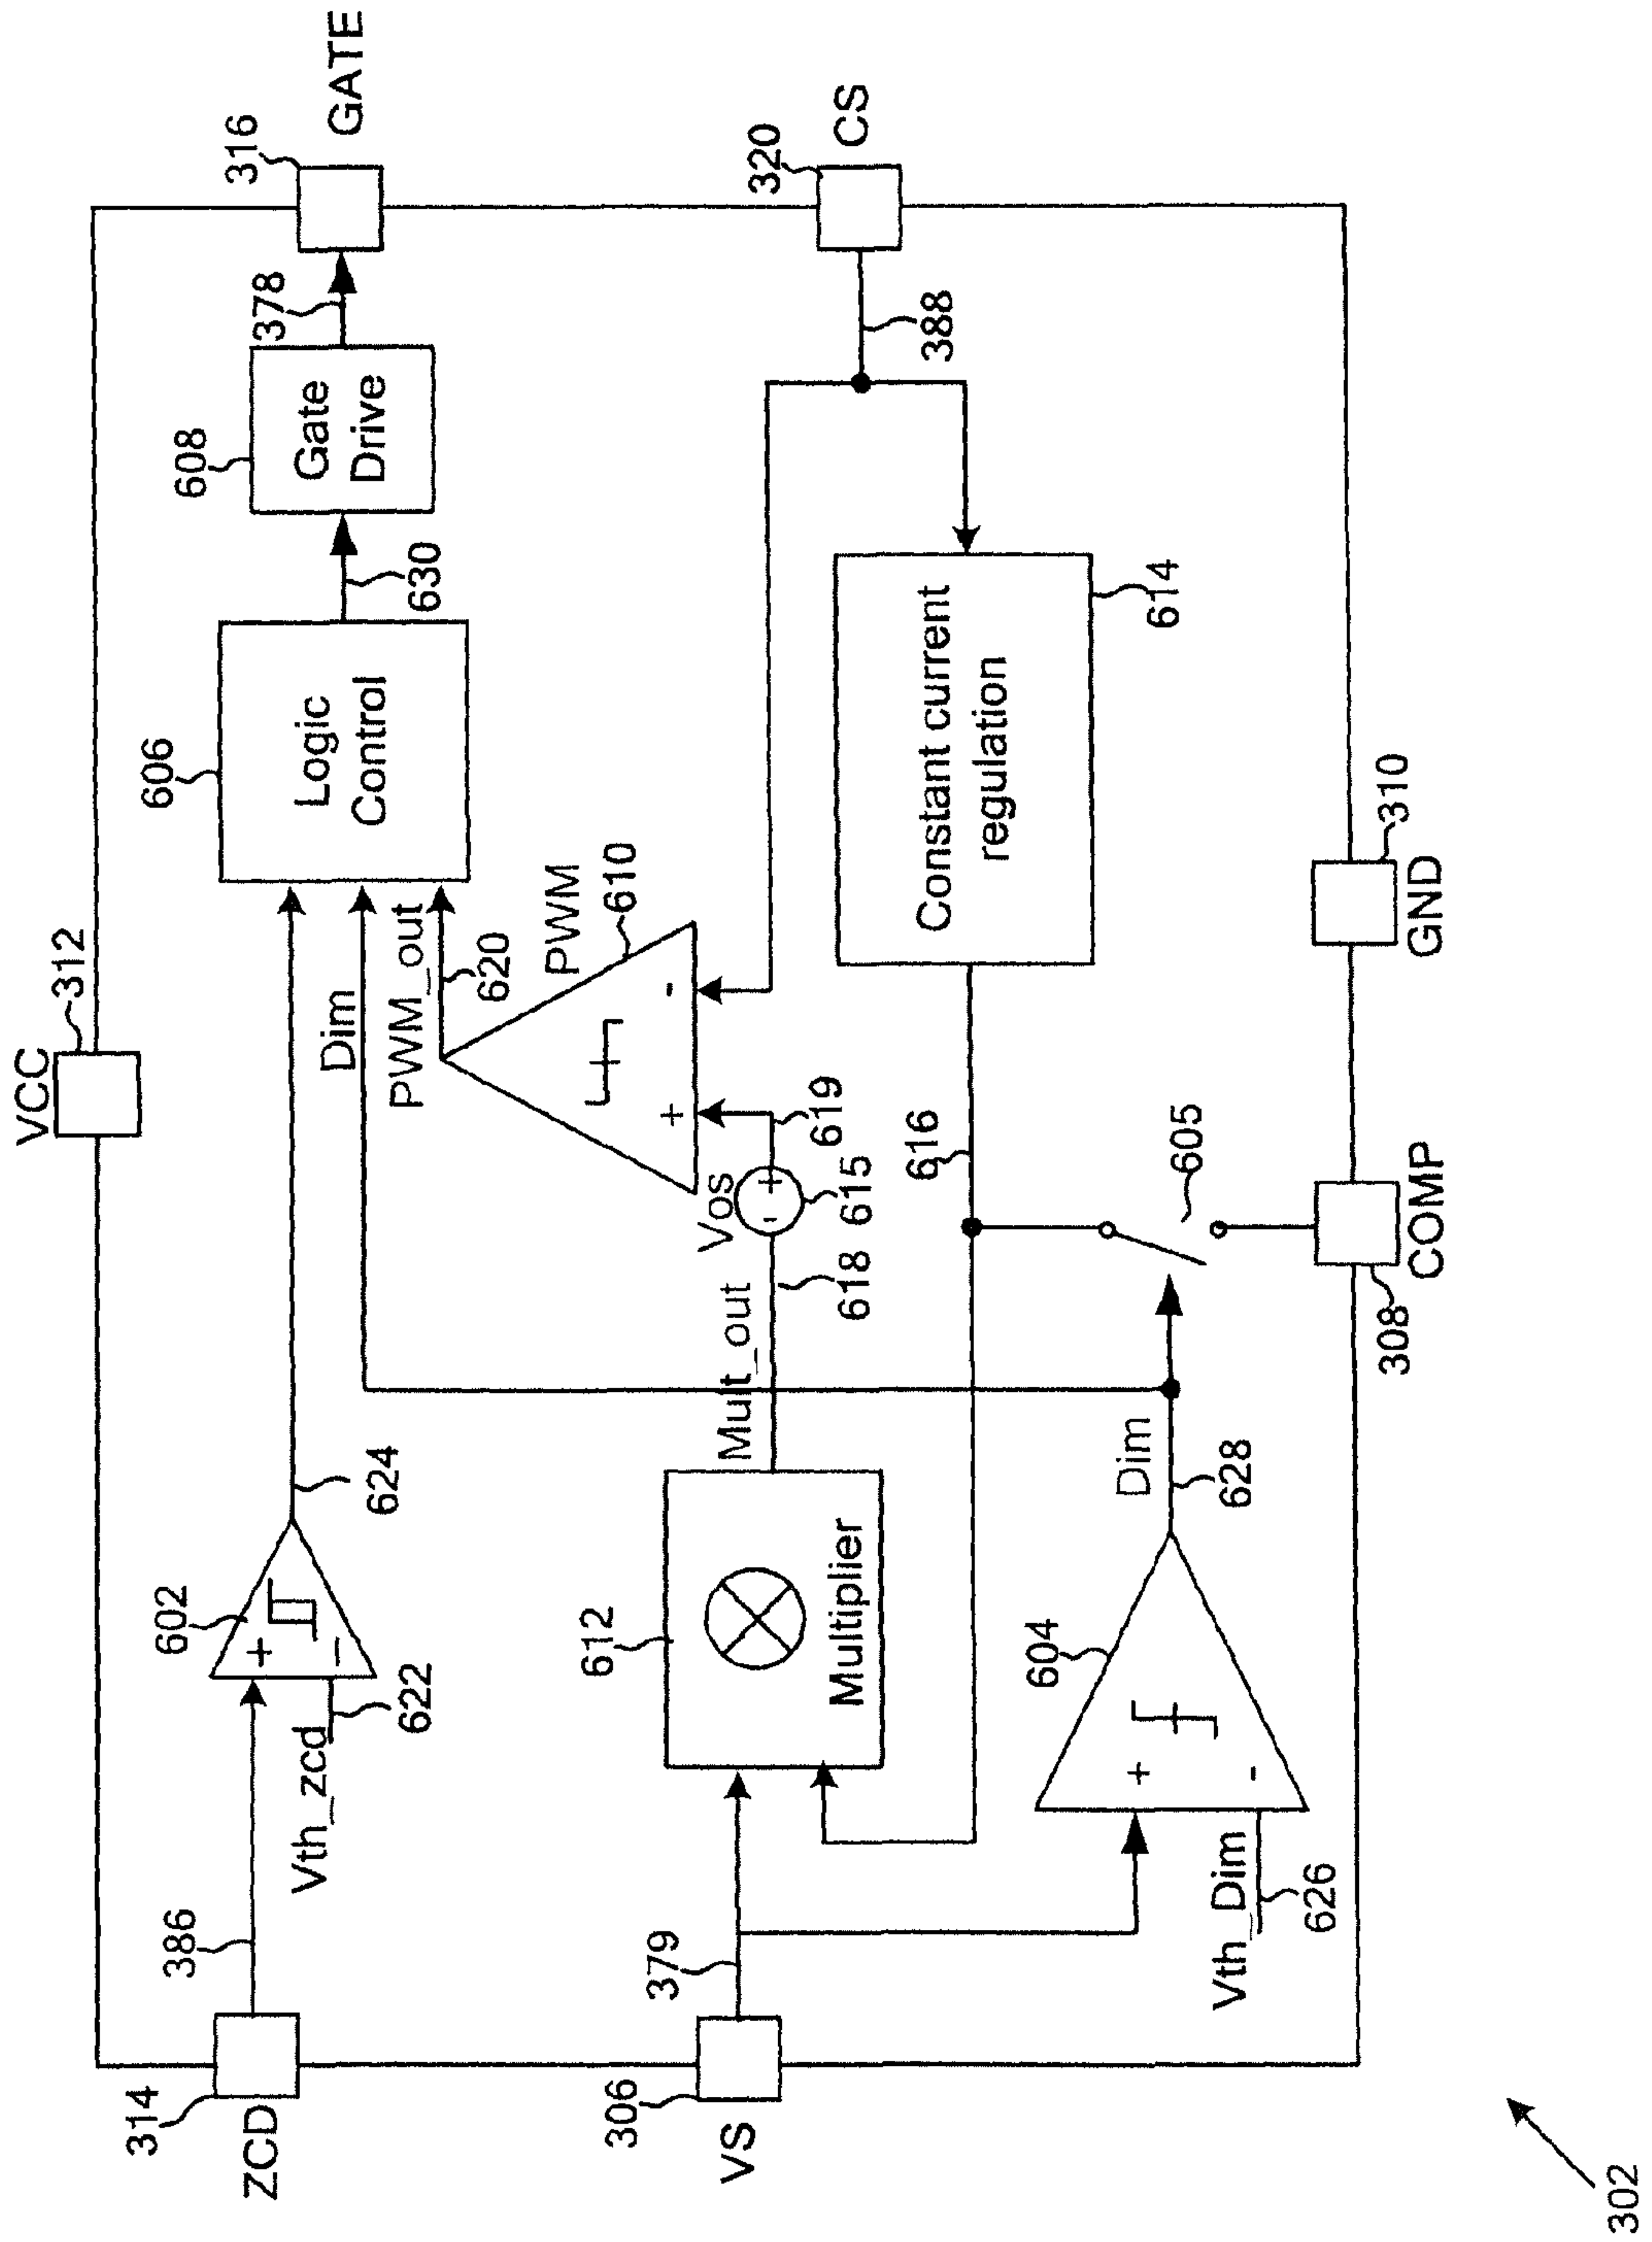 VCC
312
316
GATE
378
608
Gate
Drive
630
606
Logic
Control
Dim
PWM_out
620
PWM
610
+
-
624
602
+
-
622
Vth_zcd
386
314
ZCD
320
CS
388
Constant current
regulation
614
616
619
Vos
-
+
615
618
Mult_out
612
Multiplier
379
306
VS
604
+
-
Vth_Dim
626
Dim
628
605
COMP
308
GND
310
302